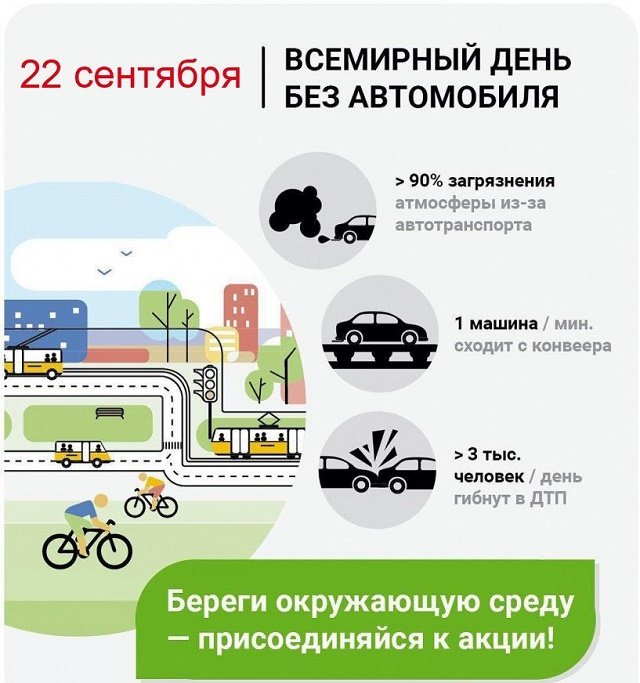 22 сентября
ВСЕМИРНЫЙ ДЕНЬ
БЕЗ АВТОМОБИЛЯ
> 90% загрязнения
атмосферы из-за
автотранспорта
1 машина / мин.
сходит с конвеера
> 3 тыс.
человек / день
гибнут в ДТП
Береги окружающую среду
— присоединяйся к акции!